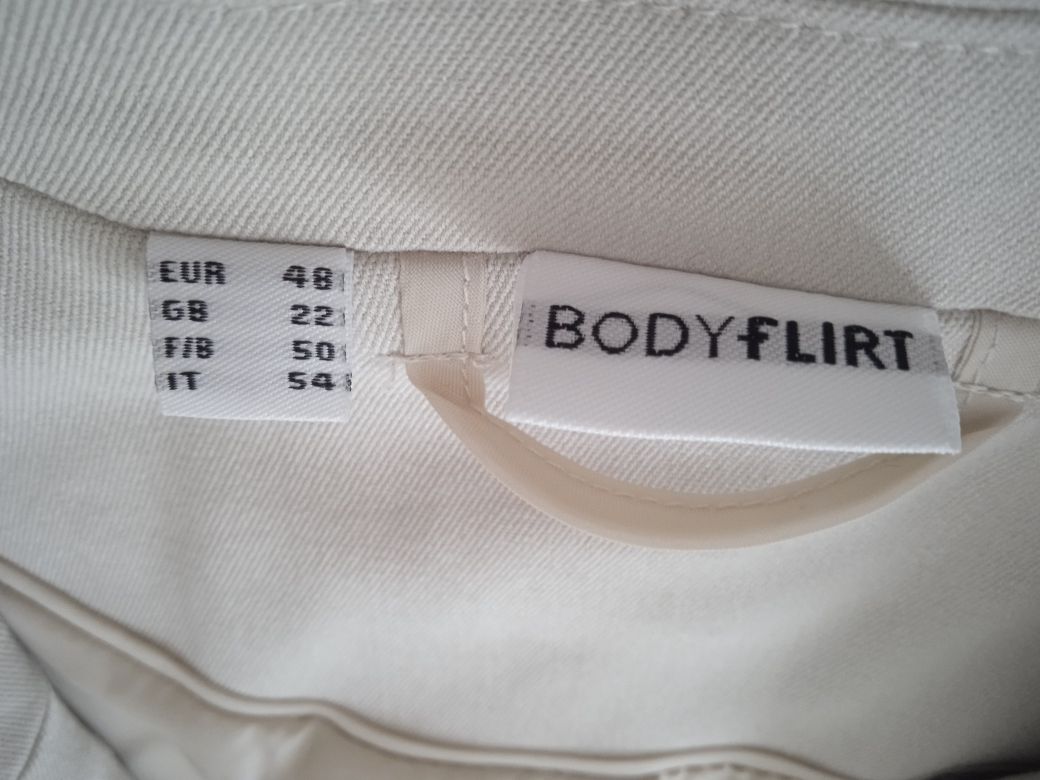 EUR 48
GB 22
F/B 50
IT 54
BODYfLIRT